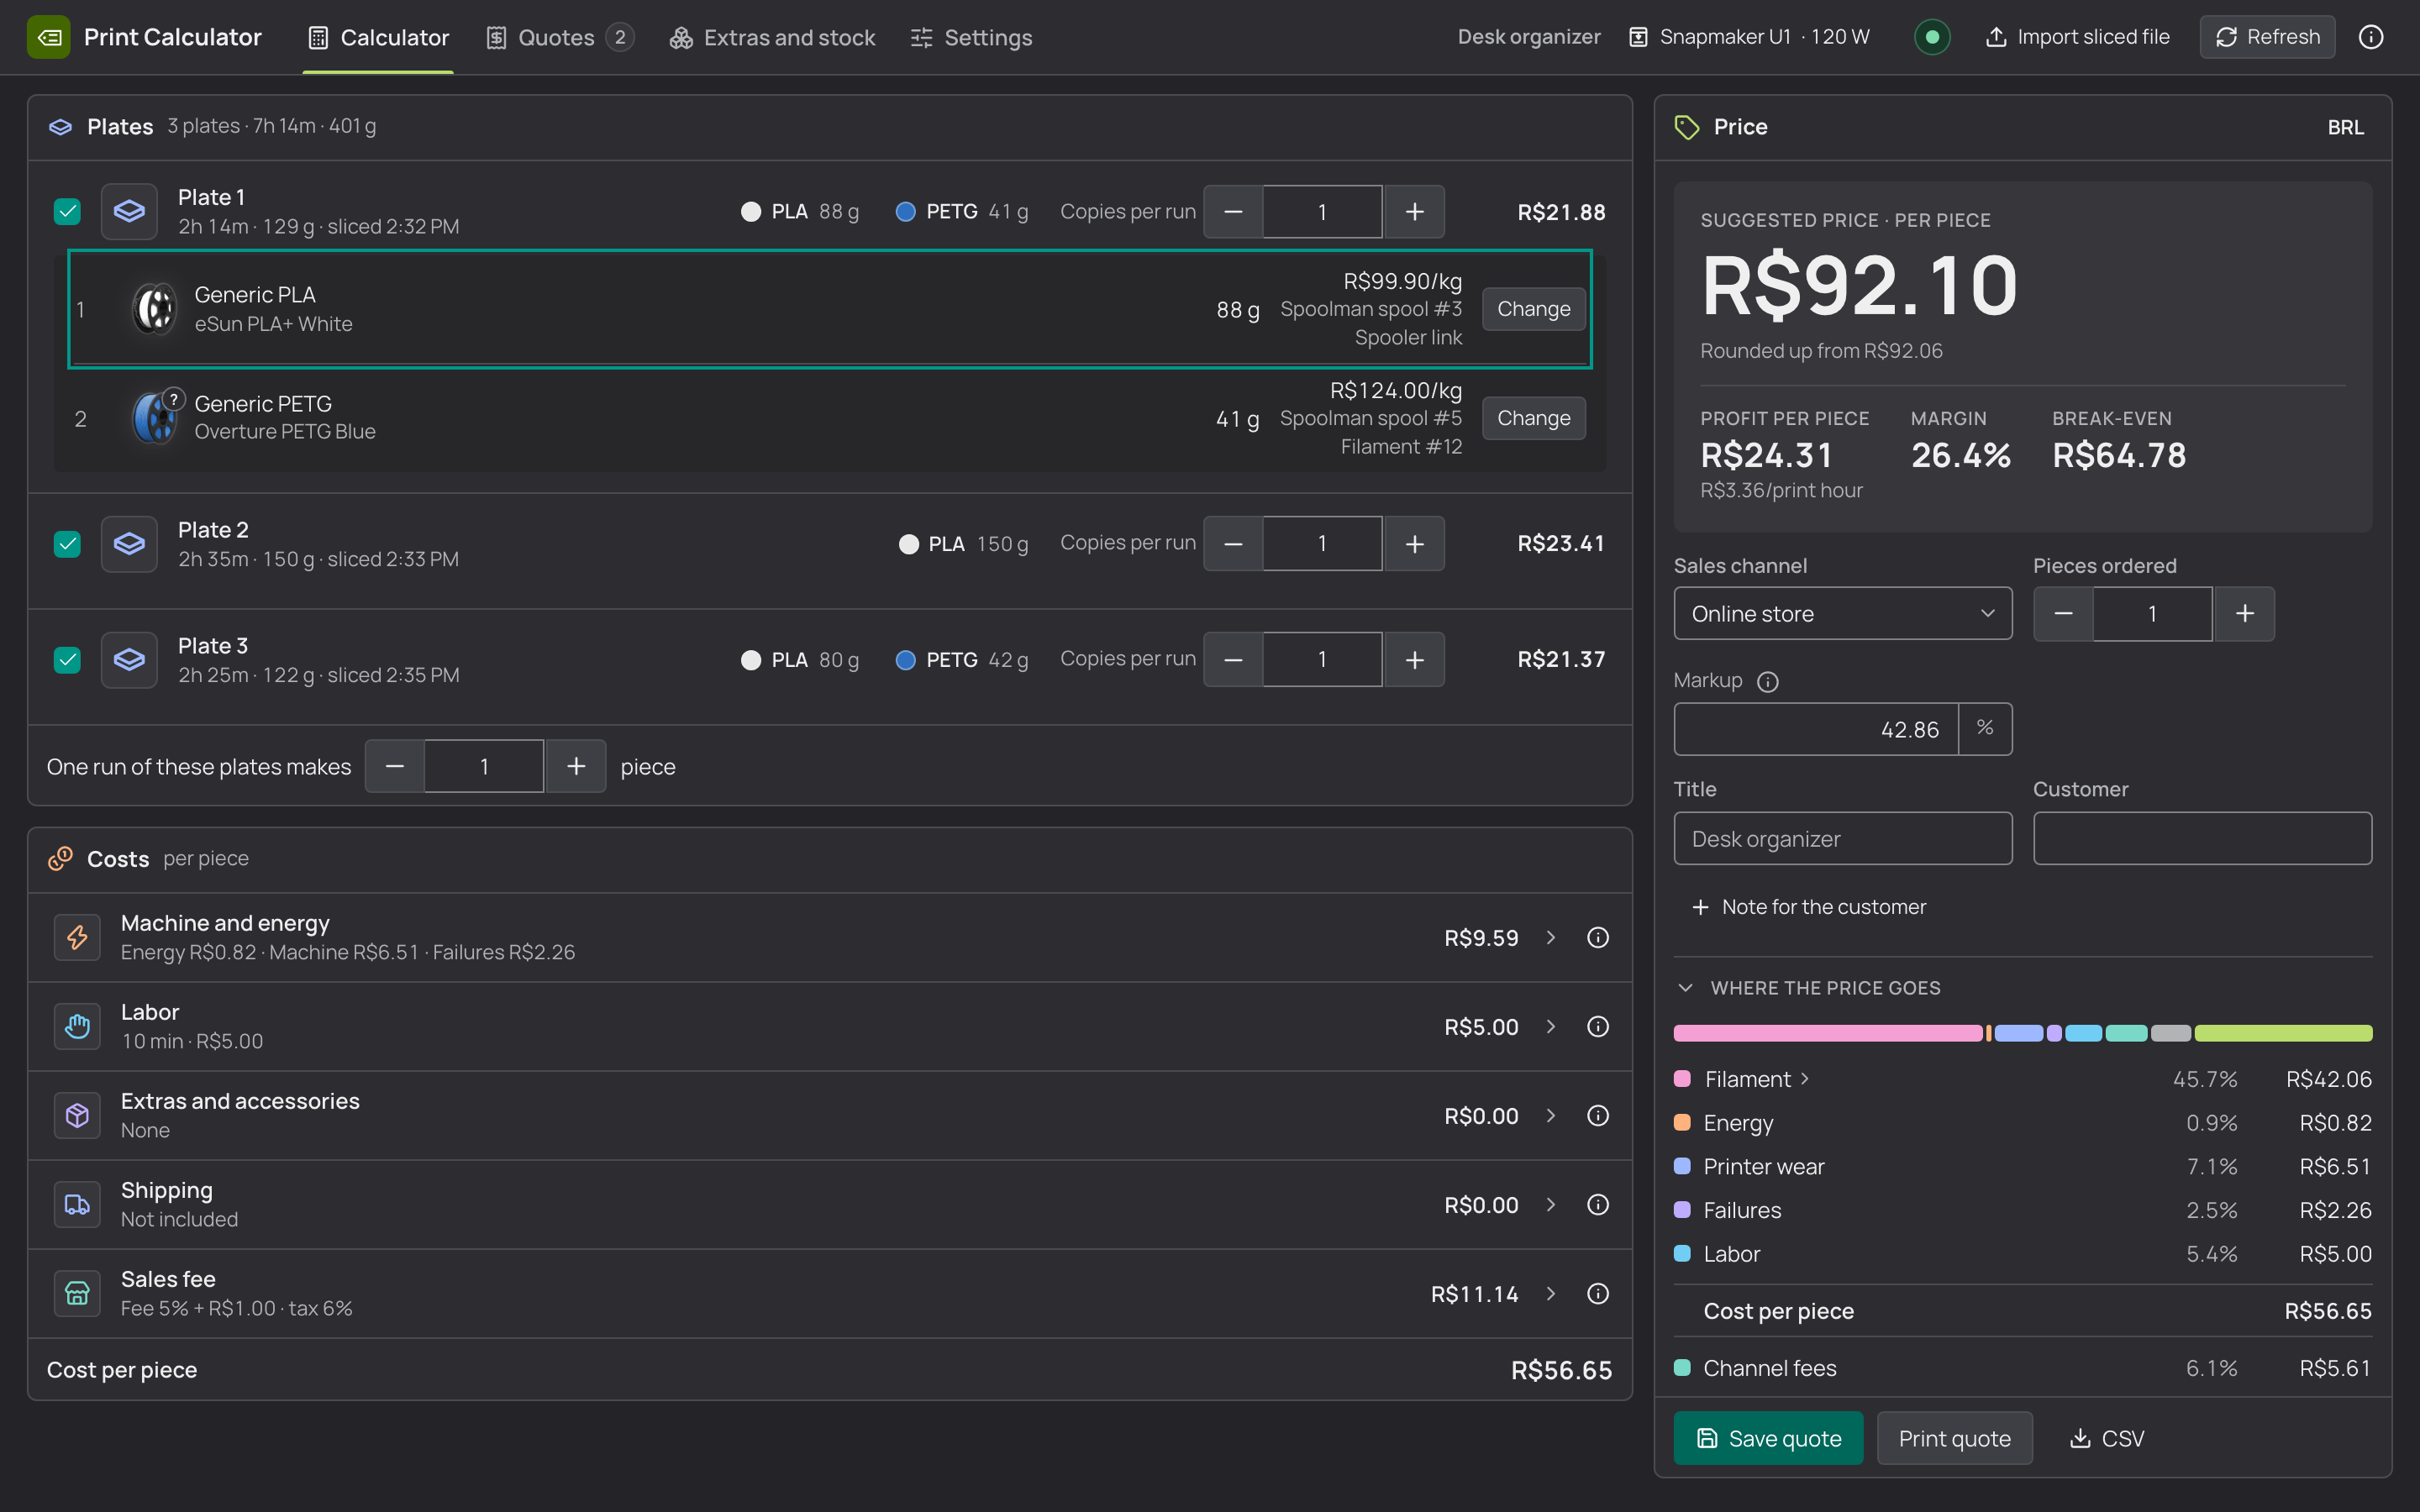 Print Calculator
Calculator
Quotes 2
Extras and stock
Settings
Desk organizer
Snapmaker U1 · 120 W
Import sliced file
Refresh
Plates 3 plates · 7h 14m · 401 g
Plate 1
2h 14m · 129 g · sliced 2:32 PM
PLA 88 g
PETG 41 g
Copies per run
1
R$21.88
1
Generic PLA
eSun PLA+ White
88 g
R$99.90/kg
Spoolman spool #3
Spooler link
Change
2
?
Generic PETG
Overture PETG Blue
41 g
R$124.00/kg
Spoolman spool #5
Filament #12
Change
Plate 2
2h 35m · 150 g · sliced 2:33 PM
PLA 150 g
Copies per run
1
R$23.41
Plate 3
2h 25m · 122 g · sliced 2:35 PM
PLA 80 g
PETG 42 g
Copies per run
1
R$21.37
One run of these plates makes 1 piece
Costs per piece
Machine and energy
Energy R$0.82 · Machine R$6.51 · Failures R$2.26
R$9.59
Labor
10 min · R$5.00
R$5.00
Extras and accessories
None
R$0.00
Shipping
Not included
R$0.00
Sales fee
Fee 5% + R$1.00 · tax 6%
R$11.14
Cost per piece
R$56.65
Price
BRL
SUGGESTED PRICE · PER PIECE
R$92.10
Rounded up from R$92.06
PROFIT PER PIECE
R$24.31
R$3.36/print hour
MARGIN
26.4%
BREAK-EVEN
R$64.78
Sales channel
Online store
Pieces ordered
1
Markup
42.86 %
Title
Desk organizer
Customer
Note for the customer
WHERE THE PRICE GOES
Filament 45.7% R$42.06
Energy 0.9% R$0.82
Printer wear 7.1% R$6.51
Failures 2.5% R$2.26
Labor 5.4% R$5.00
Cost per piece R$56.65
Channel fees 6.1% R$5.61
Save quote
Print quote
CSV